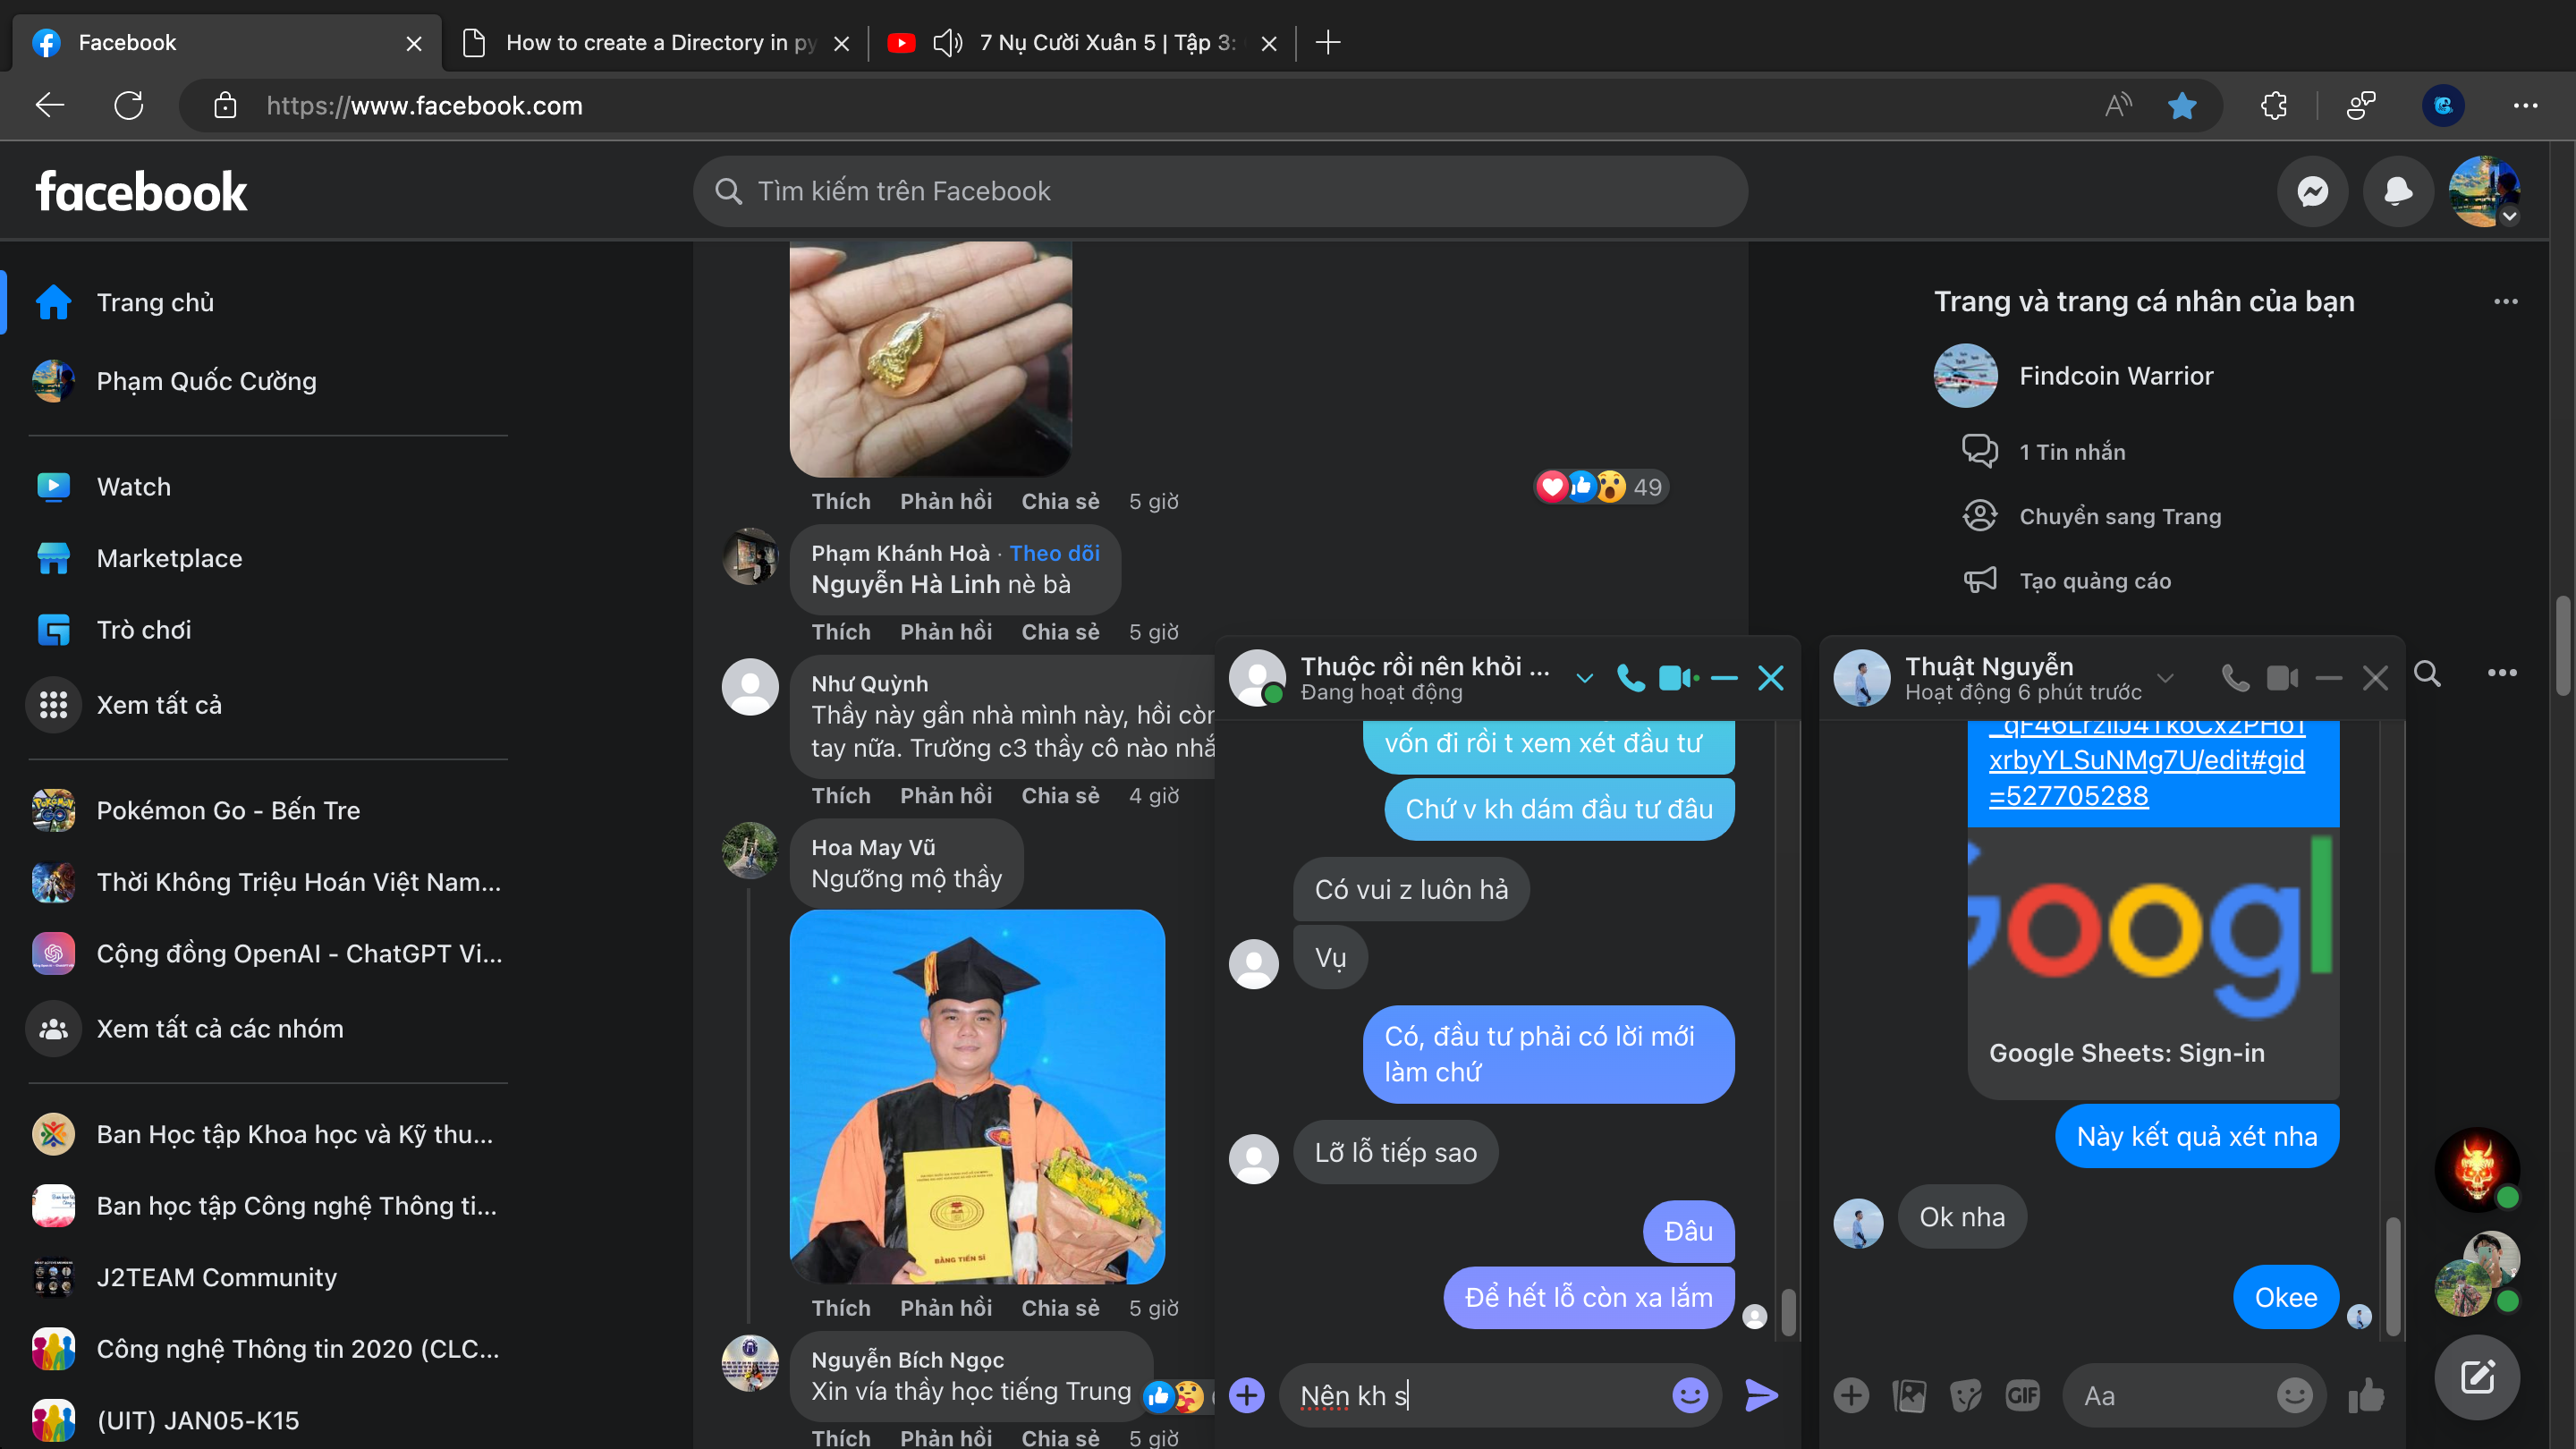 Facebook
How to create a Directory in py
7 Nụ Cười Xuân 5 | Tập 3:
https://www.facebook.com
facebook
Tìm kiếm trên Facebook
Trang chủ
Phạm Quốc Cường
Watch
Marketplace
Trò chơi
Xem tất cả
Pokémon Go - Bến Tre
Thời Không Triệu Hoán Việt Nam...
Cộng đồng OpenAI - ChatGPT Vi...
Xem tất cả các nhóm
Ban Học tập Khoa học và Kỹ thu...
Ban học tập Công nghệ Thông ti...
J2TEAM Community
Công nghệ Thông tin 2020 (CLC...
(UIT) JAN05-K15
Thích Phản hồi Chia sẻ 5 giờ
49
Phạm Khánh Hoà · Theo dõi
Nguyễn Hà Linh nè bà
Thích Phản hồi Chia sẻ 5 giờ
Như Quỳnh
Thầy này gần nhà mình này, hồi còn
tay nữa. Trường c3 thầy cô nào nhắ
Thích Phản hồi Chia sẻ 4 giờ
Hoa May Vũ
Ngưỡng mộ thầy
BẰNG TIẾN SĨ
Thích Phản hồi Chia sẻ 5 giờ
Nguyễn Bích Ngọc
Xin vía thầy học tiếng Trung
Thích Phản hồi Chia sẻ 5 giờ
Trang và trang cá nhân của bạn
Findcoin Warrior
1 Tin nhắn
Chuyển sang Trang
Tạo quảng cáo
Thuộc rồi nên khỏi ...
Đang hoạt động
vốn đi rồi t xem xét đầu tư
Chứ v kh dám đầu tư đâu
Có vui z luôn hả
Vụ
Có, đầu tư phải có lời mới
làm chứ
Lỡ lỗ tiếp sao
Đâu
Để hết lỗ còn xa lắm
Nên kh s
Thuật Nguyễn
Hoạt động 6 phút trước
xrbyYLSuNMg7U/edit#gid
=527705288
Googl
Google Sheets: Sign-in
Này kết quả xét nha
Ok nha
Okee
GIF
Aa